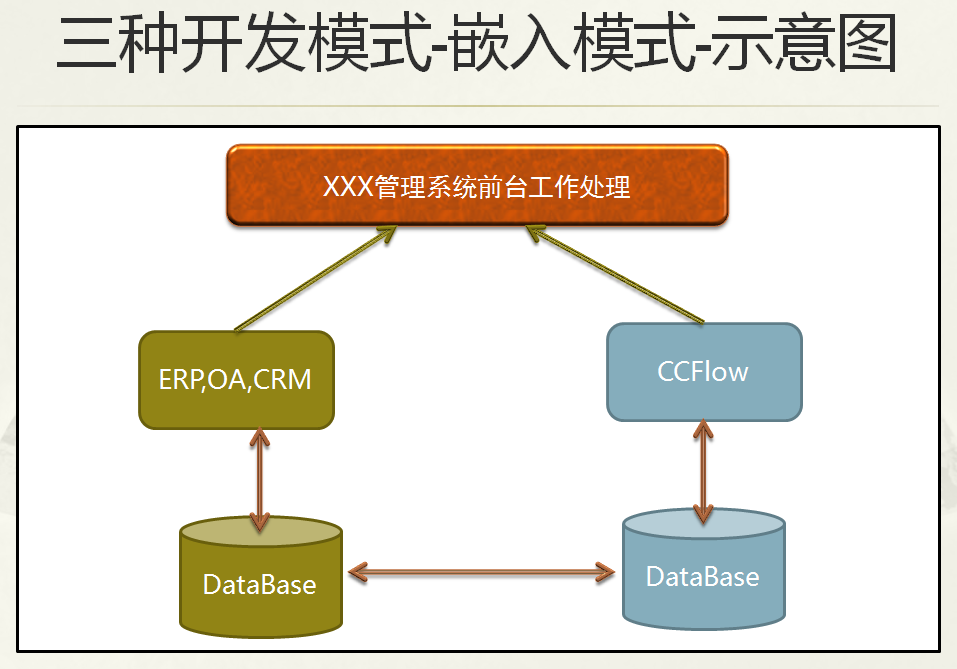 三种开发模式-嵌入模式-示意图
XXX管理系统前台工作处理
ERP,OA,CRM
CCFlow
DataBase
DataBase